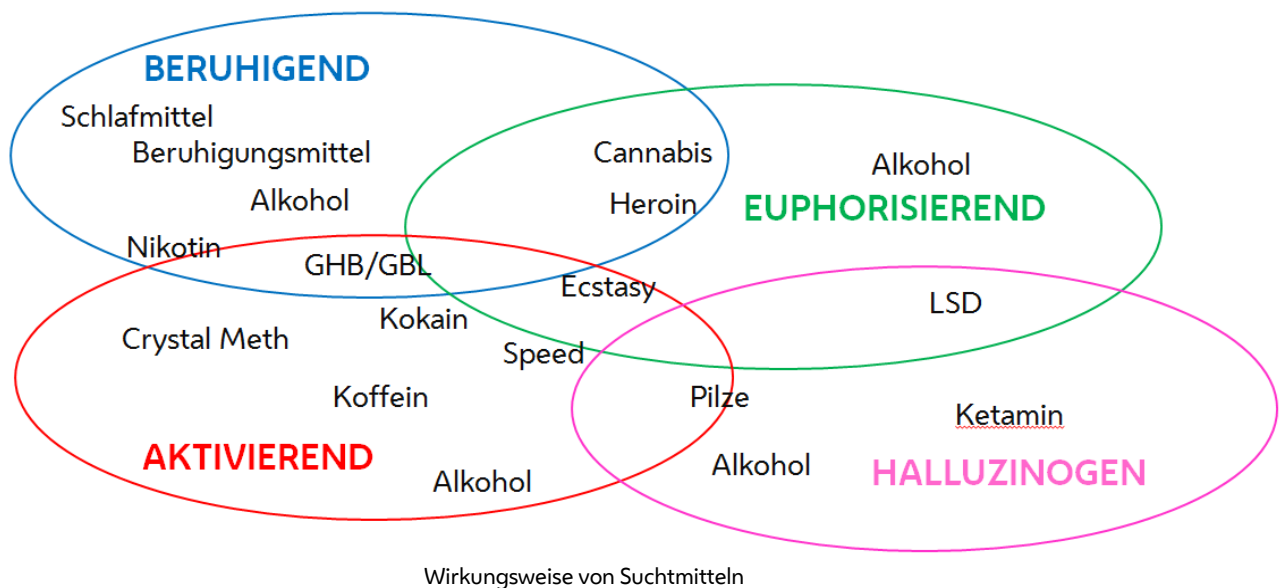 BERUHIGEND
Schlafmittel
Beruhigungsmittel
Cannabis
Alkohol
Alkohol
Heroin
EUPHORISIEREND
Nikotin
GHB/GBL
Ecstasy
LSD
Kokain
Crystal Meth
Speed
Koffein
Pilze
Ketamin
AKTIVIEREND
Alkohol
Alkohol
HALLUZINOGEN
Wirkungsweise von Suchtmitteln